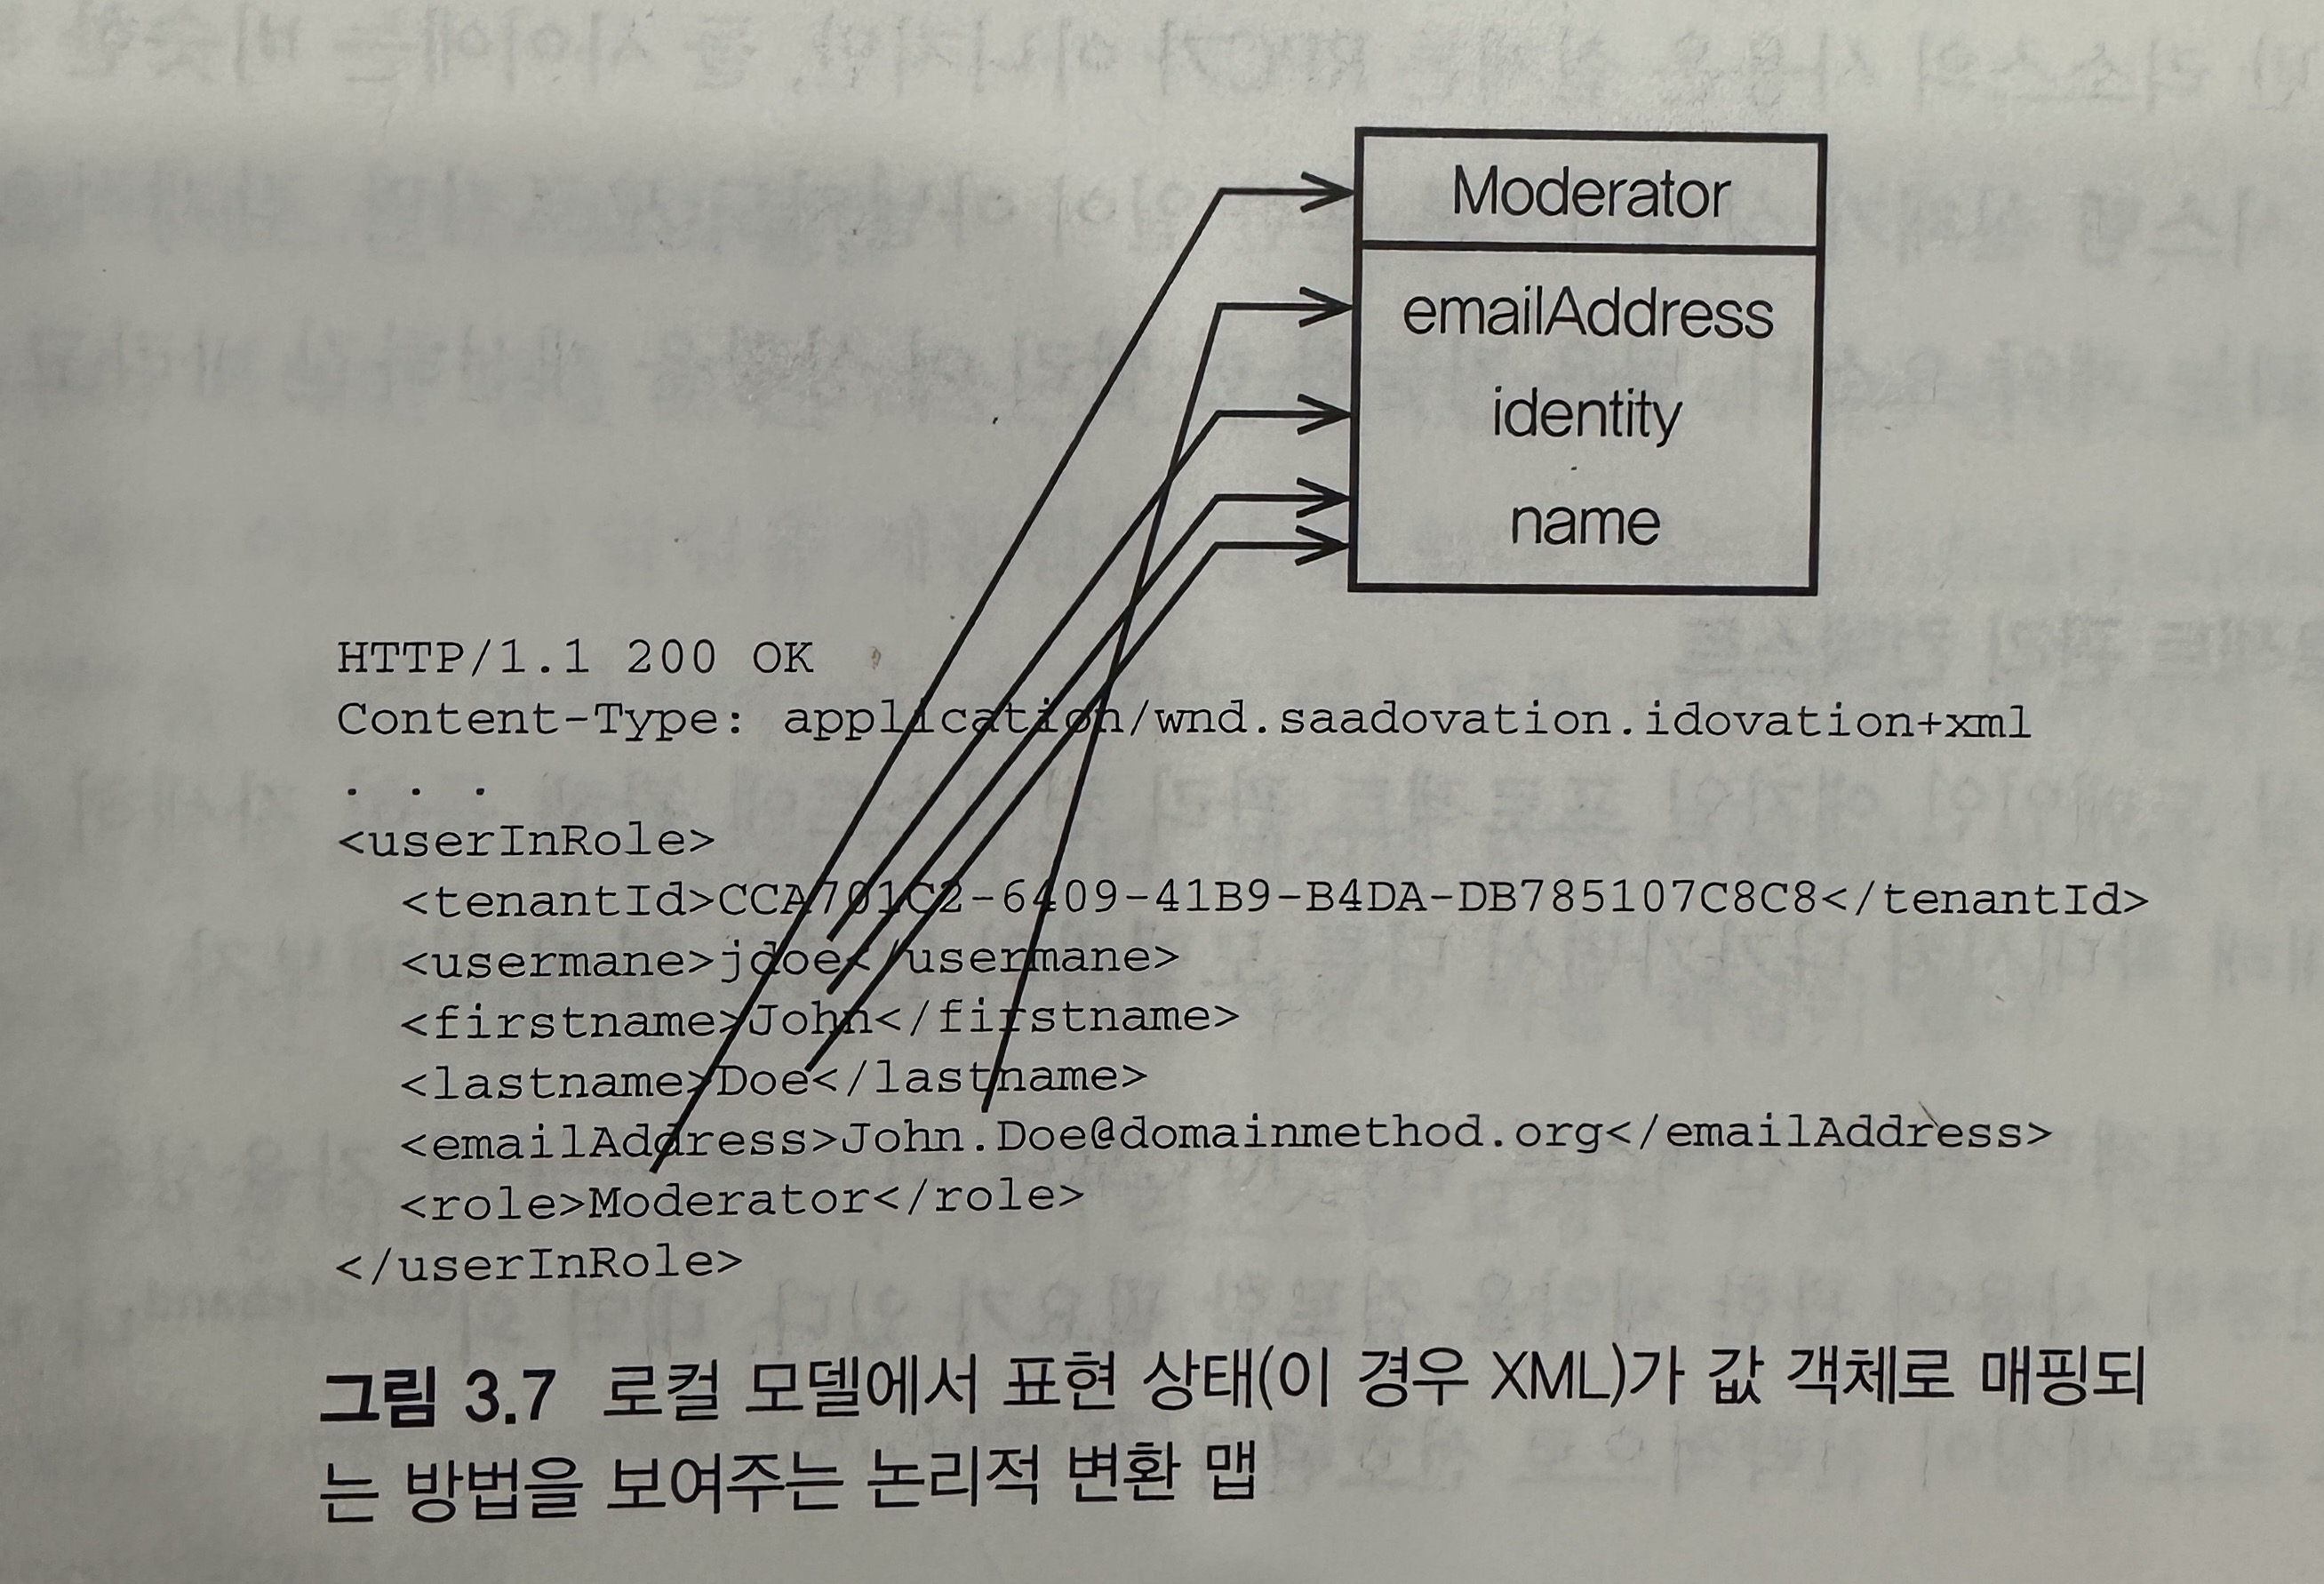 Moderator
emailAddress
identity
name
HTTP/1.1 200 OK
Content-Type: application/wnd.saadovation.idovation+xml
. . .
<userInRole>
<tenantId>CCA701C2-6409-41B9-B4DA-DB785107C8C8</tenantId>
<usermane>jdoe</usermane>
<firstname>John</firstname>
<lastname>Doe</lastname>
<emailAddress>John.Doe@domainmethod.org</emailAddress>
<role>Moderator</role>
</userInRole>
그림 3.7 로컬 모델에서 표현 상태(이 경우 XML)가 값 객체로 매핑되
는 방법을 보여주는 논리적 변환 맵